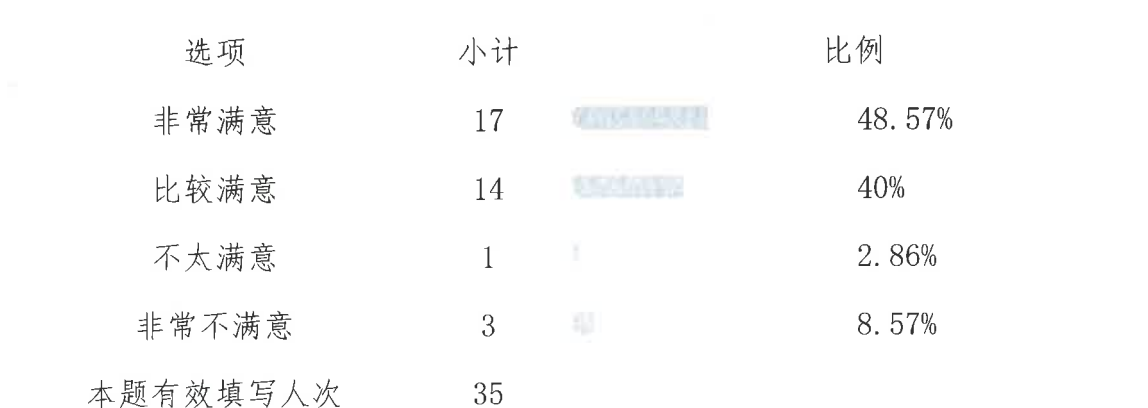 选项 小计 比例
非常满意 17 48.57%
比较满意 14 40%
不太满意 1 2.86%
非常不满意 3 8.57%
本题有效填写人次 35